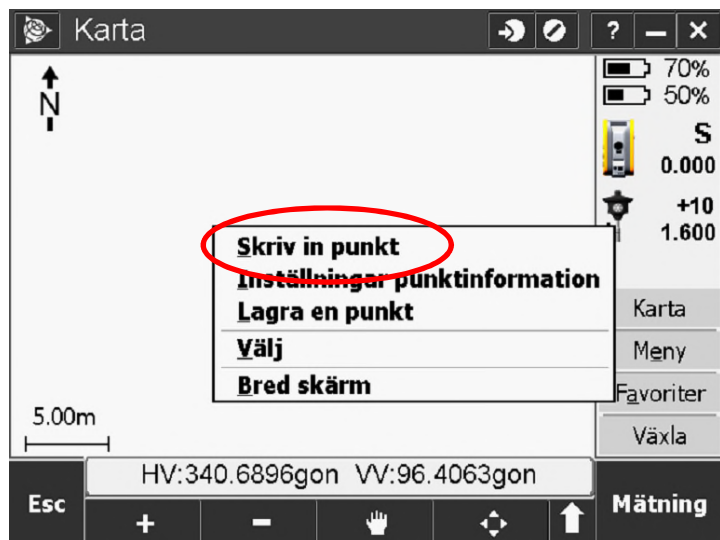 Karta
?
70%
50%
N
S
0.000
+10
1.600
Skriv in punkt
Inställningar punktinformation
Lagra en punkt
Välj
Bred skärm
Karta
Meny
Favoriter
Växla
5.00m
HV:340.6896gon VV:96.4063gon
Esc
+
-
Mätning